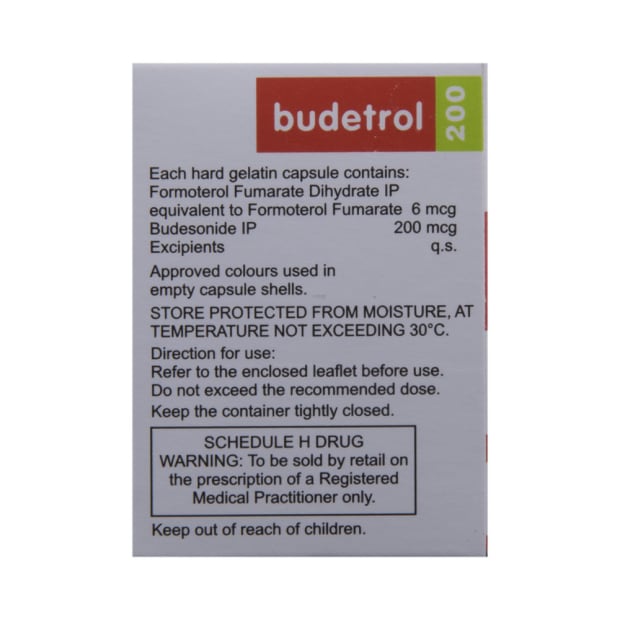 budetrol 200
Each hard gelatin capsule contains:
Formoterol Fumarate Dihydrate IP
equivalent to Formoterol Fumarate 6 mcg
Budesonide IP 200 mcg
Excipients q.s.
Approved colours used in
empty capsule shells.
STORE PROTECTED FROM MOISTURE, AT
TEMPERATURE NOT EXCEEDING 30°C.
Direction for use:
Refer to the enclosed leaflet before use.
Do not exceed the recommended dose.
Keep the container tightly closed.
SCHEDULE H DRUG
WARNING: To be sold by retail on
the prescription of a Registered
Medical Practitioner only.
Keep out of reach of children.